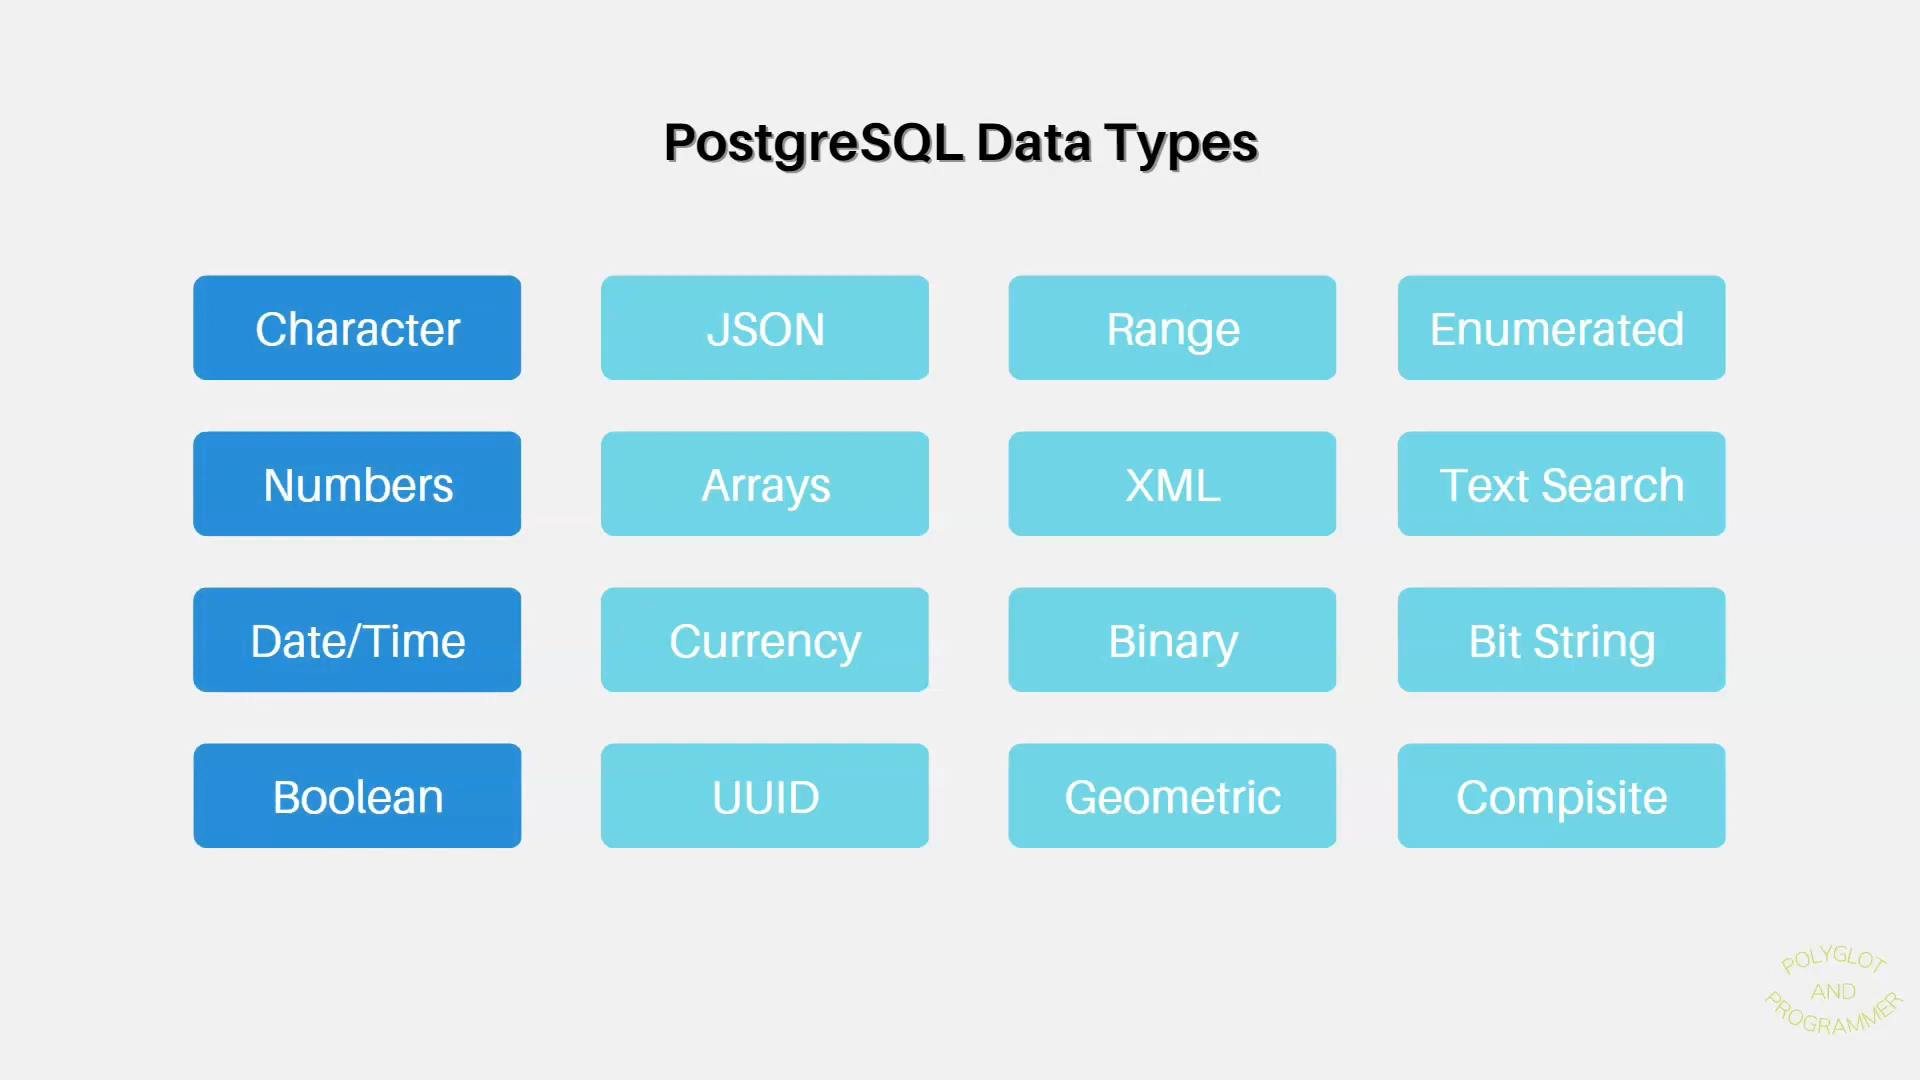 PostgreSQL Data Types
Character
JSON
Range
Enumerated
Numbers
Arrays
XML
Text Search
Date/Time
Currency
Binary
Bit String
Boolean
UUID
Geometric
Compisite
POLYGLOT
AND
PROGRAMMER